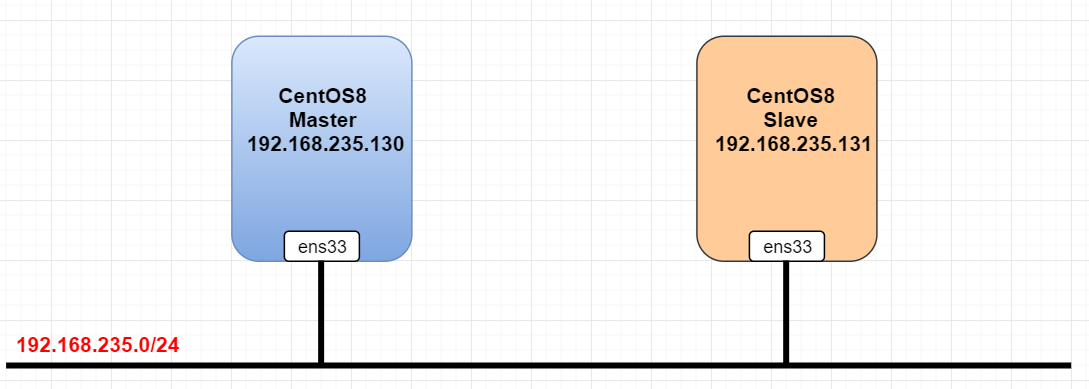 CentOS8
Master
192.168.235.130
ens33
CentOS8
Slave
192.168.235.131
ens33
192.168.235.0/24